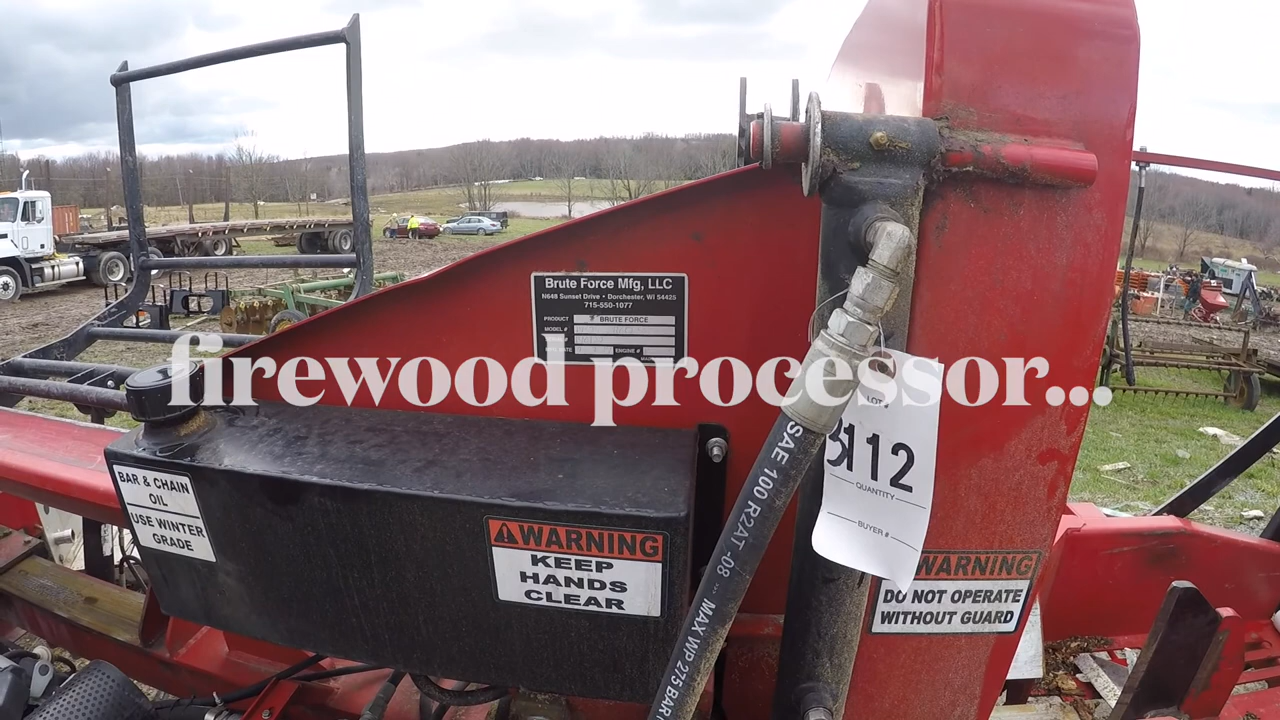 Brute Force Mfg, LLC
N648 Sunset Drive • Dorchester, WI 54425
715-550-1077
PRODUCT BRUTE FORCE
MODEL #
ENGINE #
firewood processor...
LOT #
3112
QUANTITY
BUYER #
BAR & CHAIN
OIL
USE WINTER
GRADE
WARNING
KEEP
HANDS
CLEAR
SAE 100 R2AT-08 MAX WP 275 BAR
WARNING
DO NOT OPERATE
WITHOUT GUARD